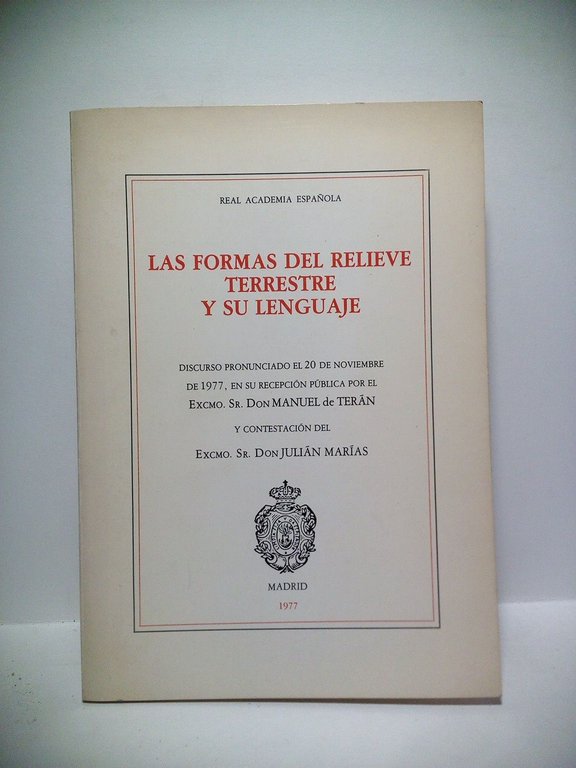 REAL ACADEMIA ESPAÑOLA
LAS FORMAS DEL RELIEVE
TERRESTRE
Y SU LENGUAJE
DISCURSO PRONUNCIADO EL 20 DE NOVIEMBRE
DE 1977, EN SU RECEPCIÓN PÚBLICA POR EL
EXCMO. SR. DON MANUEL de TERÁN
Y CONTESTACIÓN DEL
EXCMO. SR. DON JULIÁN MARÍAS
MADRID
1977